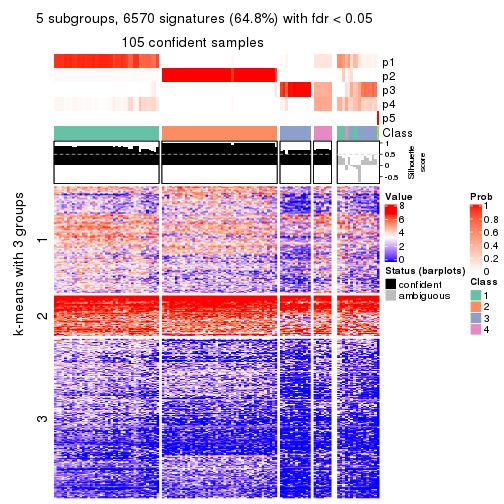 5 subgroups, 6570 signatures (64.8%) with fdr < 0.05
105 confident samples
p1
p2
p3
p4
p5
Class
1
0.5
0
-0.5
Silhouette
score
k-means with 3 groups
1
2
3
Value
8
6
4
2
0
Status (barplots)
confident
ambiguous
Prob
1
0.8
0.6
0.4
0.2
0
Class
1
2
3
4